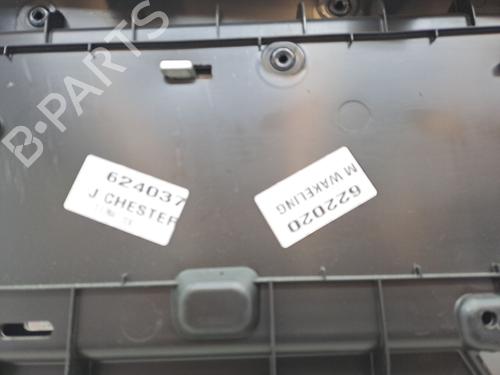 B-PARTS
624037
J CHESTER
622020
M WAKELING